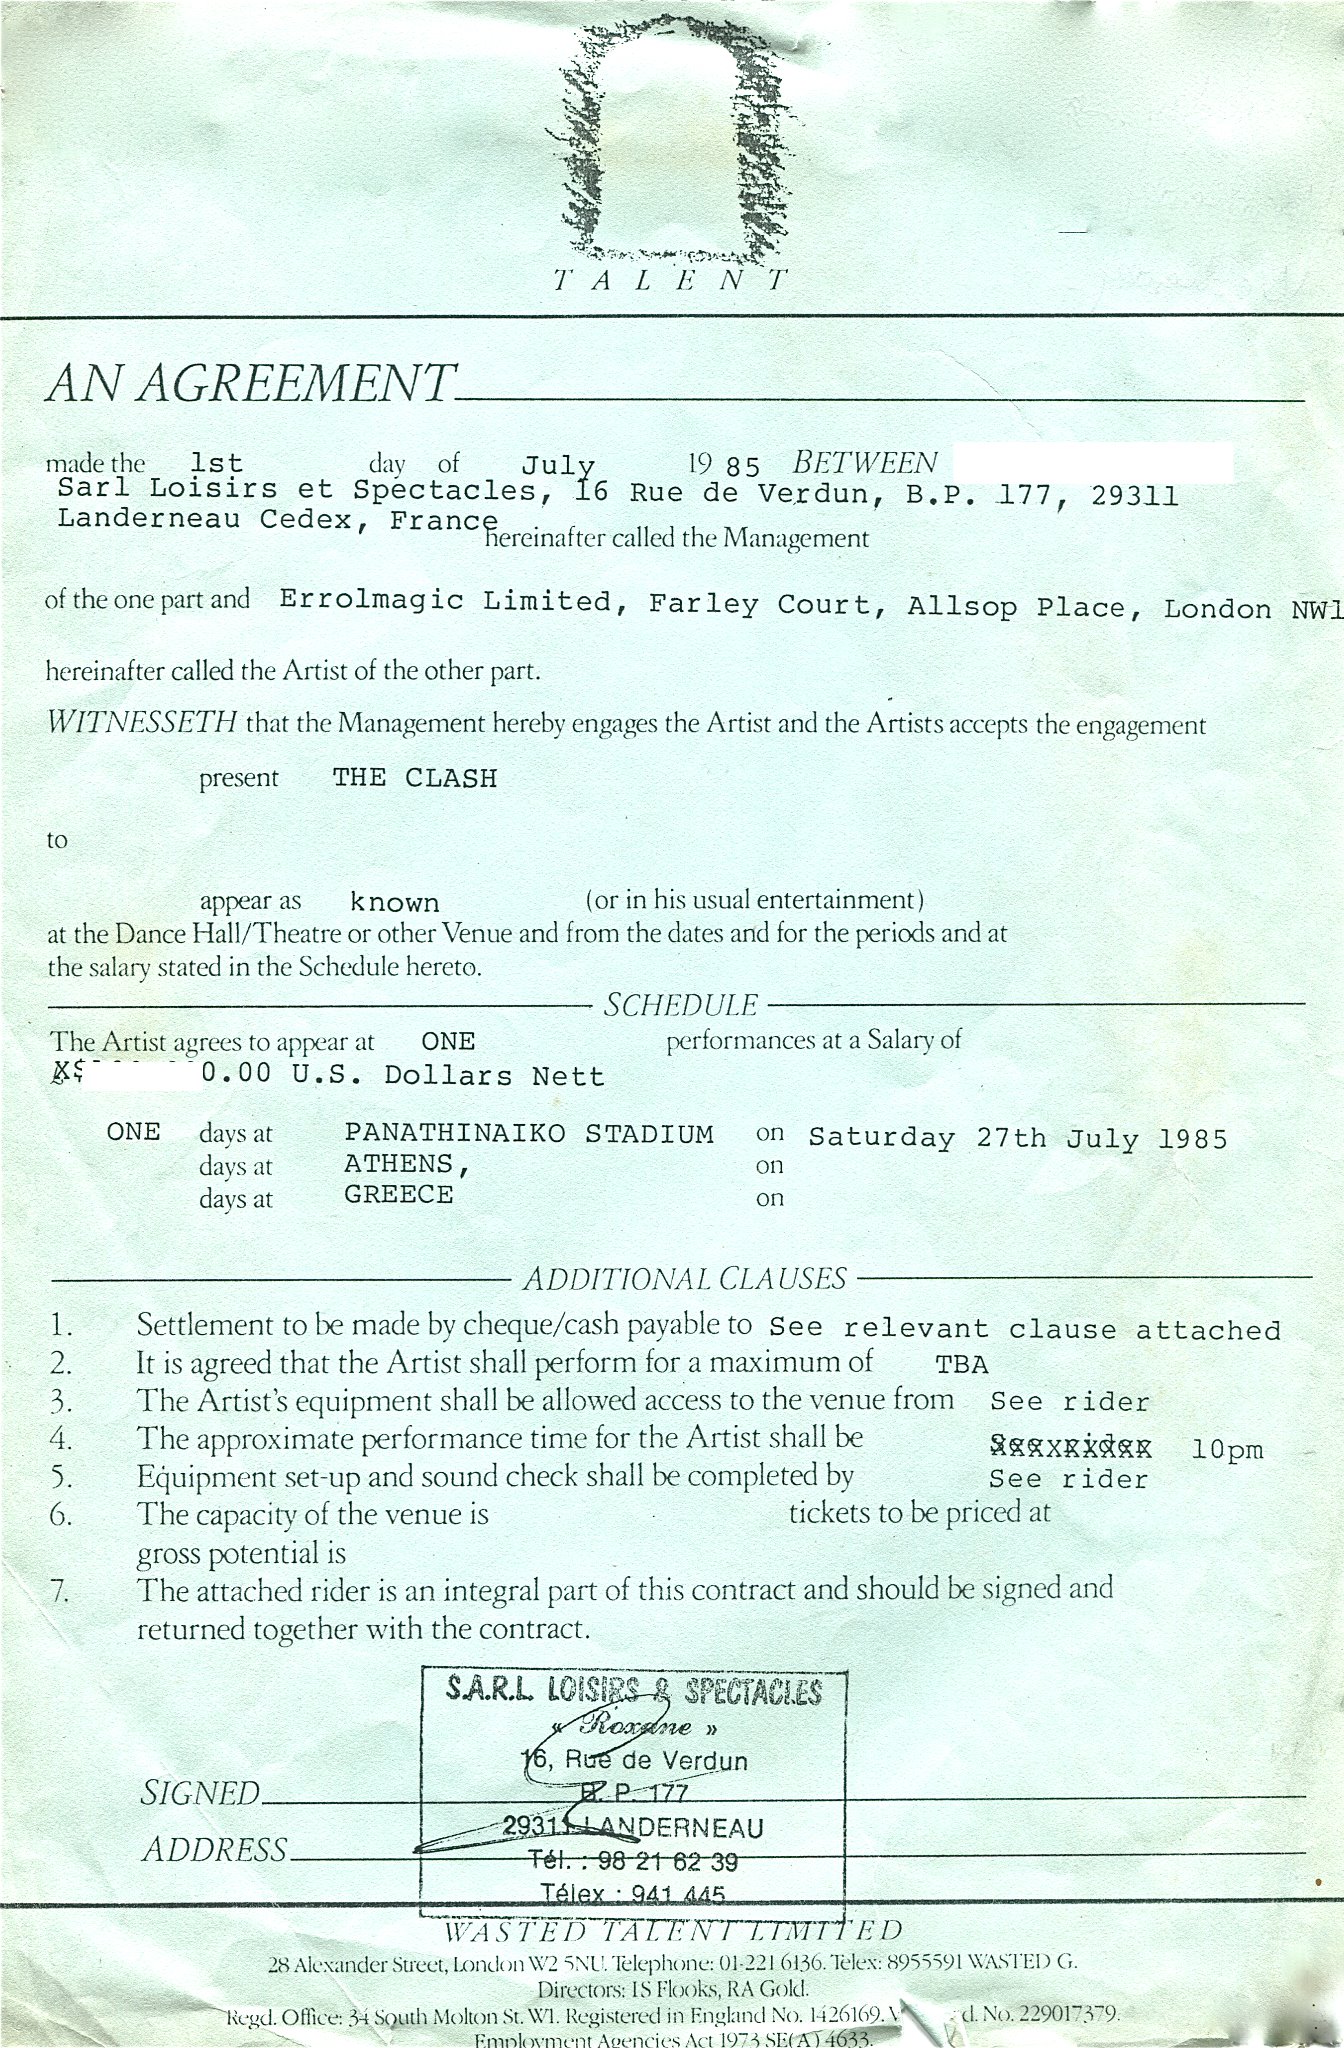 TALENT
AN AGREEMENT
made the 1st day of July 19 85 BETWEEN
Sarl Loisirs et Spectacles, 16 Rue de Verdun, B.P. 177, 29311
Landerneau Cedex, France
hereinafter called the Management
of the one part and Errolmagic Limited, Farley Court, Allsop Place, London NW1
hereinafter called the Artist of the other part.
WITNESSETH that the Management hereby engages the Artist and the Artists accepts the engagement
present THE CLASH
to
appear as known (or in his usual entertainment)
at the Dance Hall/Theatre or other Venue and from the dates and for the periods and at
the salary stated in the Schedule hereto.
SCHEDULE
The Artist agrees to appear at ONE performances at a Salary of
$ 0.00 U.S. Dollars Nett
ONE days at PANATHINAIKO STADIUM on Saturday 27th July 1985
days at ATHENS, on
days at GREECE on
ADDITIONAL CLAUSES
1. Settlement to be made by cheque/cash payable to See relevant clause attached
2. It is agreed that the Artist shall perform for a maximum of TBA
3. The Artist's equipment shall be allowed access to the venue from See rider
4. The approximate performance time for the Artist shall be 10pm
5. Equipment set-up and sound check shall be completed by See rider
6. The capacity of the venue is tickets to be priced at
gross potential is
7. The attached rider is an integral part of this contract and should be signed and
returned together with the contract.
S.A.R.L. LOISIRS & SPECTACLES
« Roxane »
16, Rue de Verdun
B. P. 177
29311 LANDERNEAU
Tél. : 98 21 62 39
Télex : 941 445
SIGNED
ADDRESS
WASTED TALENT LIMITED
28 Alexander Street, London W2 5NU. Telephone: 01-221 6136. Telex: 8955591 WASTED G.
Directors: IS Flooks, RA Gold.
Regd. Office: 34 South Molton St. W1. Registered in England No. 1426169. d. No. 229017379.
Employment Agencies Act 1973 SE(A) 4633.